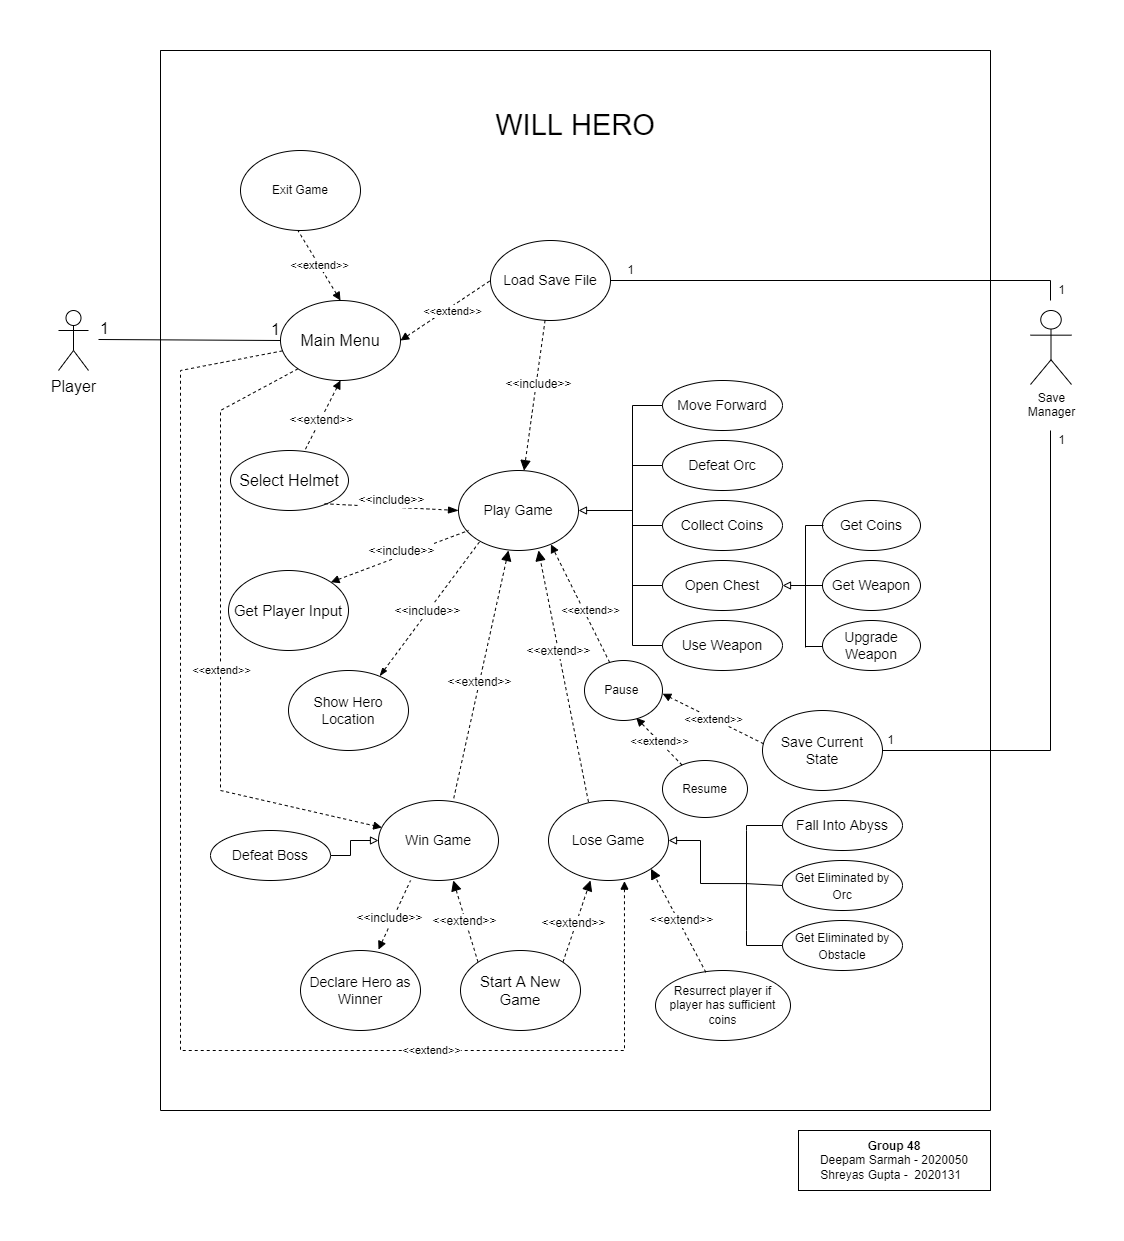 WILL HERO
Exit Game
<<extend>>
Load Save File
1
1
<<extend>>
1
1
Main Menu
Player
<<include>>
Save
Manager
1
Move Forward
<<extend>>
Defeat Orc
Select Helmet
<<include>>
Play Game
Collect Coins
Get Coins
<<include>>
Get Player Input
<<include>>
<<extend>>
Open Chest
Get Weapon
Use Weapon
Upgrade
Weapon
<<extend>>
<<extend>>
<<extend>>
Show Hero
Location
Pause
<<extend>>
<<extend>>
Save Current
State
1
Resume
Win Game
Lose Game
Defeat Boss
Fall Into Abyss
Get Eliminated by
Orc
<<include>>
<<extend>>
<<extend>>
<<extend>>
Get Eliminated by
Obstacle
Declare Hero as
Winner
Start A New
Game
Resurrect player if
player has sufficient
coins
<<extend>>
Group 48
Deepam Sarmah - 2020050
Shreyas Gupta - 2020131